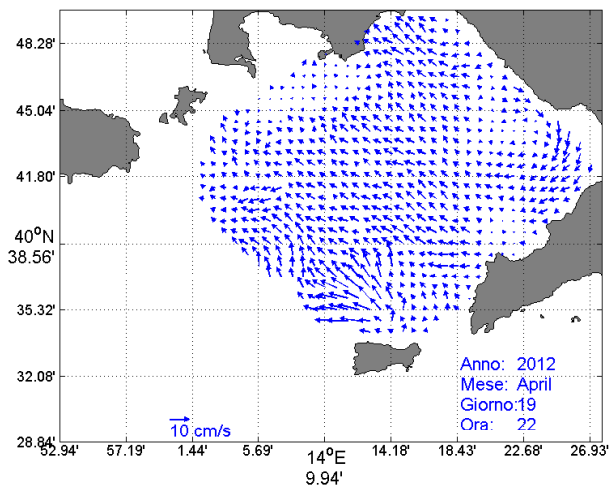 48.28'
45.04'
41.80'
40°N
38.56'
35.32'
32.08'
28.84'
Anno: 2012
Mese: April
Giorno:19
Ora: 22
10 cm/s
52.94' 57.19' 1.44' 5.69' 14°E 14.18' 18.43' 22.68' 26.93'
9.94'